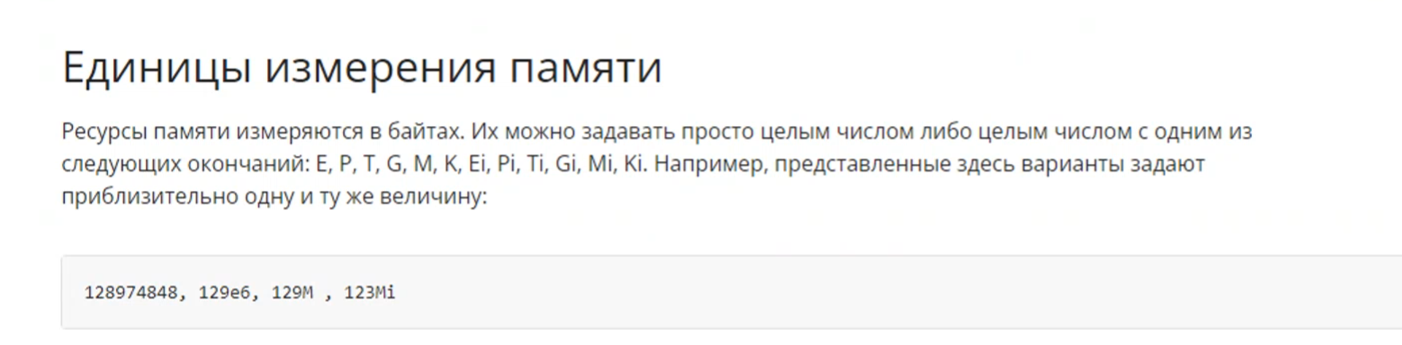 Единицы измерения памяти
Ресурсы памяти измеряются в байтах. Их можно задавать просто целым числом либо целым числом с одним из
следующих окончаний: E, P, T, G, M, K, Ei, Pi, Ti, Gi, Mi, Ki. Например, представленные здесь варианты задают
приблизительно одну и ту же величину:
128974848, 129e6, 129M , 123Mi